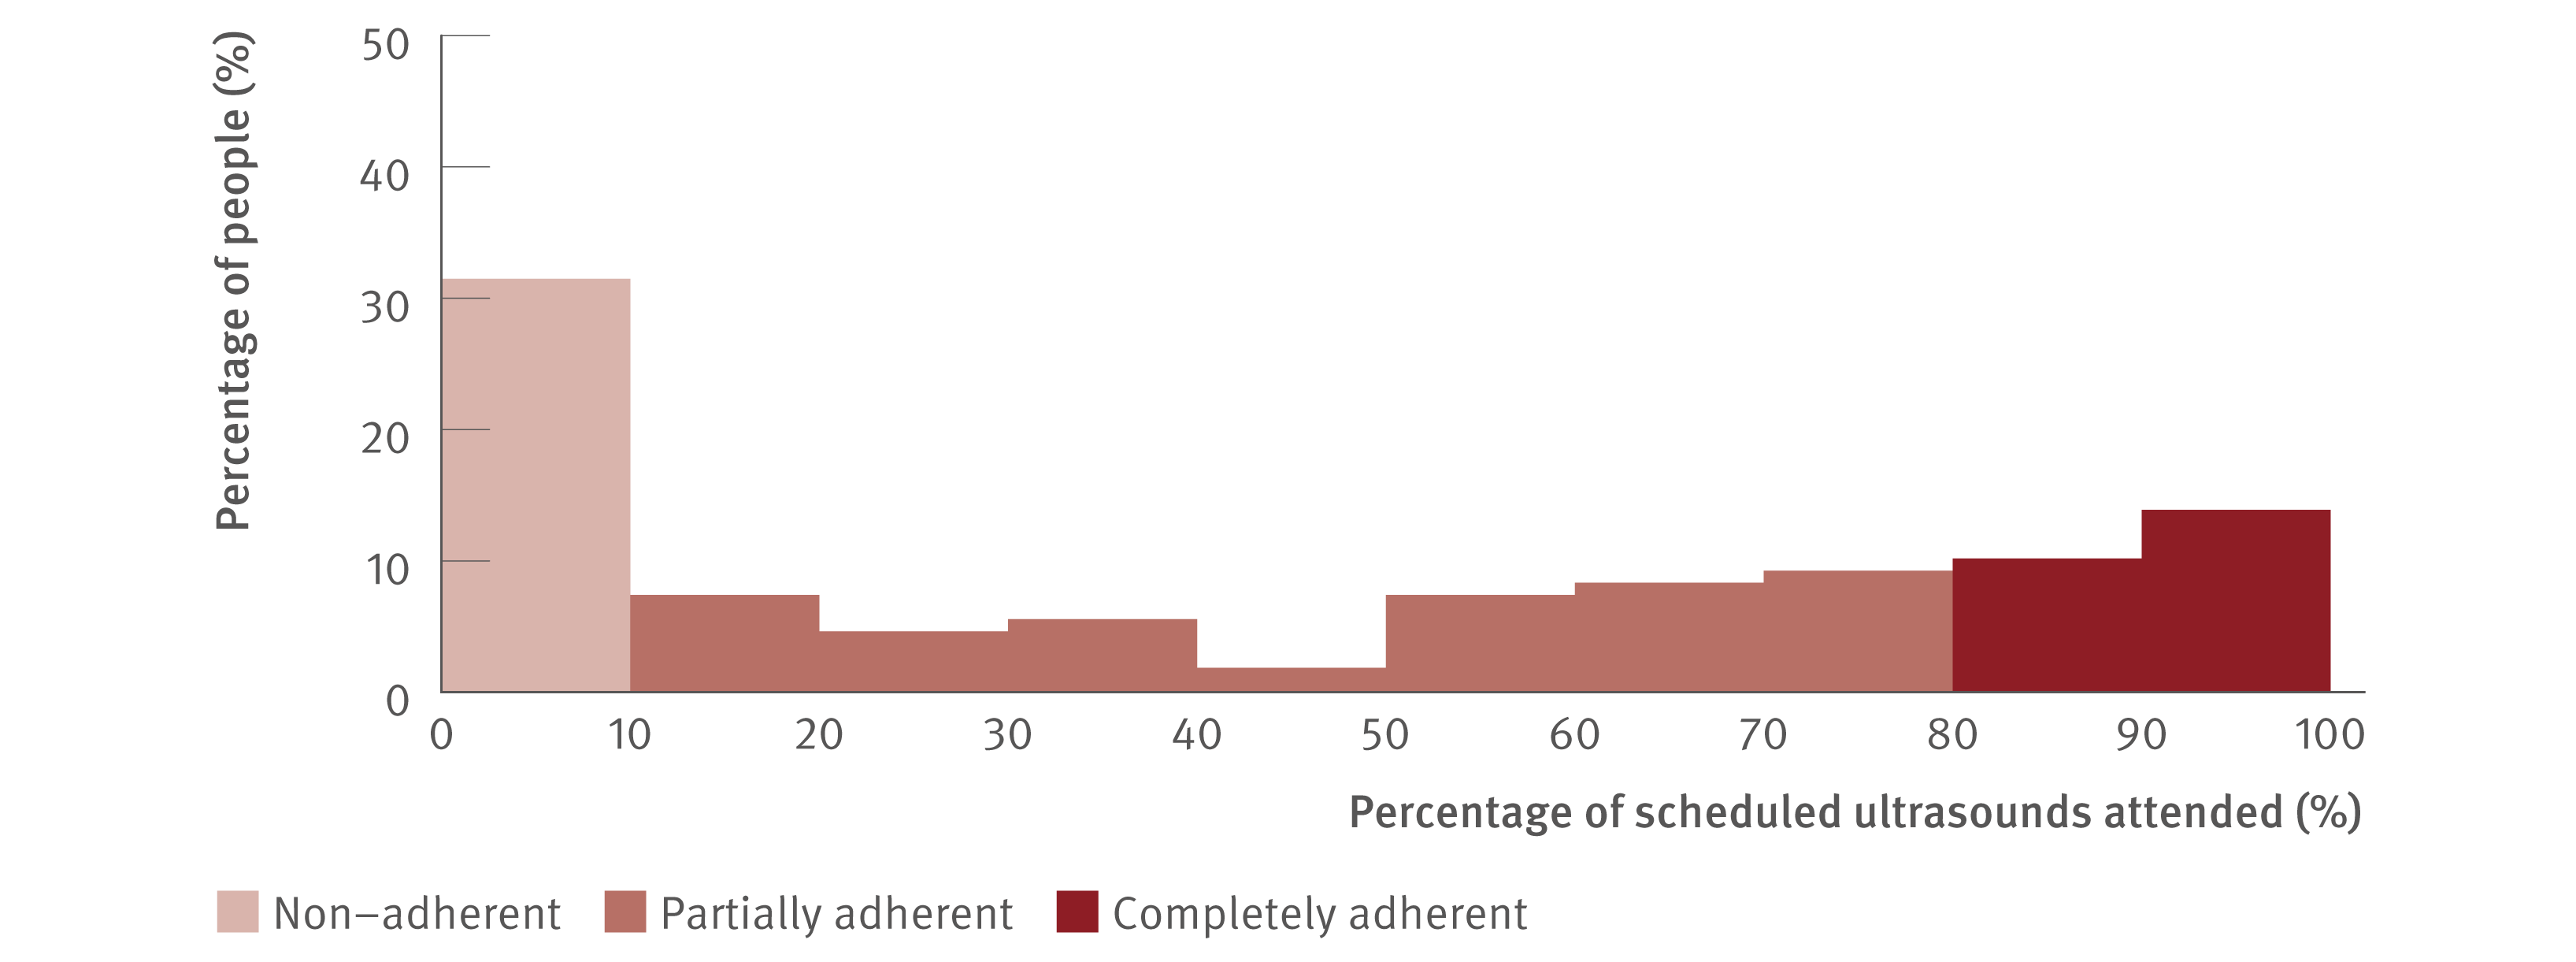 Percentage of people (%)
50
40
30
20
10
0
0 10 20 30 40 50 60 70 80 90 100
Percentage of scheduled ultrasounds attended (%)
Non–adherent Partially adherent Completely adherent